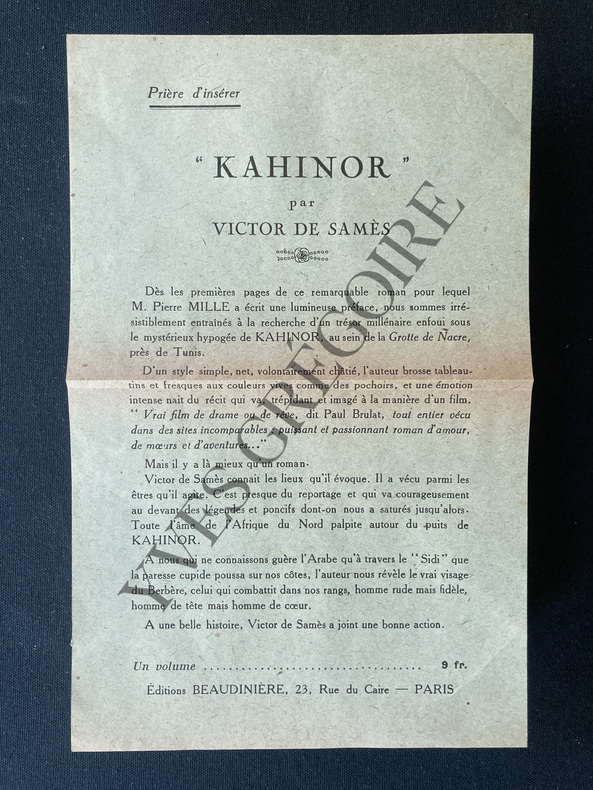 Prière d'insérer
“ KAHINOR ”
par
VICTOR DE SAMÈS
Dès les premières pages de ce remarquable roman pour lequel
M. Pierre MILLE a écrit une lumineuse préface, nous sommes irré-
sistiblement entraînés à la recherche d'un trésor millénaire enfoui sous
le mystérieux hypogée de KAHINOR, au sein de la Grotte de Nacre,
près de Tunis.
D'un style simple, net, volontairement châtié, l'auteur brosse tableau-
tins et fresques aux couleurs vives comme des pochoirs, et une émotion
intense nait du récit qui va trépidant et imagé à la manière d'un film.
“ Vrai film de drame ou de rêve, dit Paul Brulat, tout entier vécu
dans des sites incomparables ; puissant et passionnant roman d'amour,
de mœurs et d'aventures...”
Mais il y a là mieux qu'un roman.
Victor de Samès connait les lieux qu'il évoque. Il a vécu parmi les
êtres qu'il agite. C'est presque du reportage et qui va courageusement
au devant des légendes et poncifs dont-on nous a saturés jusqu'alors.
Toute l'âme de l'Afrique du Nord palpite autour du puits de
KAHINOR.
A nous qui ne connaissons guère l'Arabe qu'à travers le “ Sidi ” que
la paresse cupide poussa sur nos côtes, l'auteur nous révèle le vrai visage
du Berbère, celui qui combattit dans nos rangs, homme rude mais fidèle,
homme de tête mais homme de cœur.
A une belle histoire, Victor de Samès a joint une bonne action.
Un volume .................................. 9 fr.
Éditions BEAUDINIÈRE, 23, Rue du Caire — PARIS
YVES GRÉGOIRE